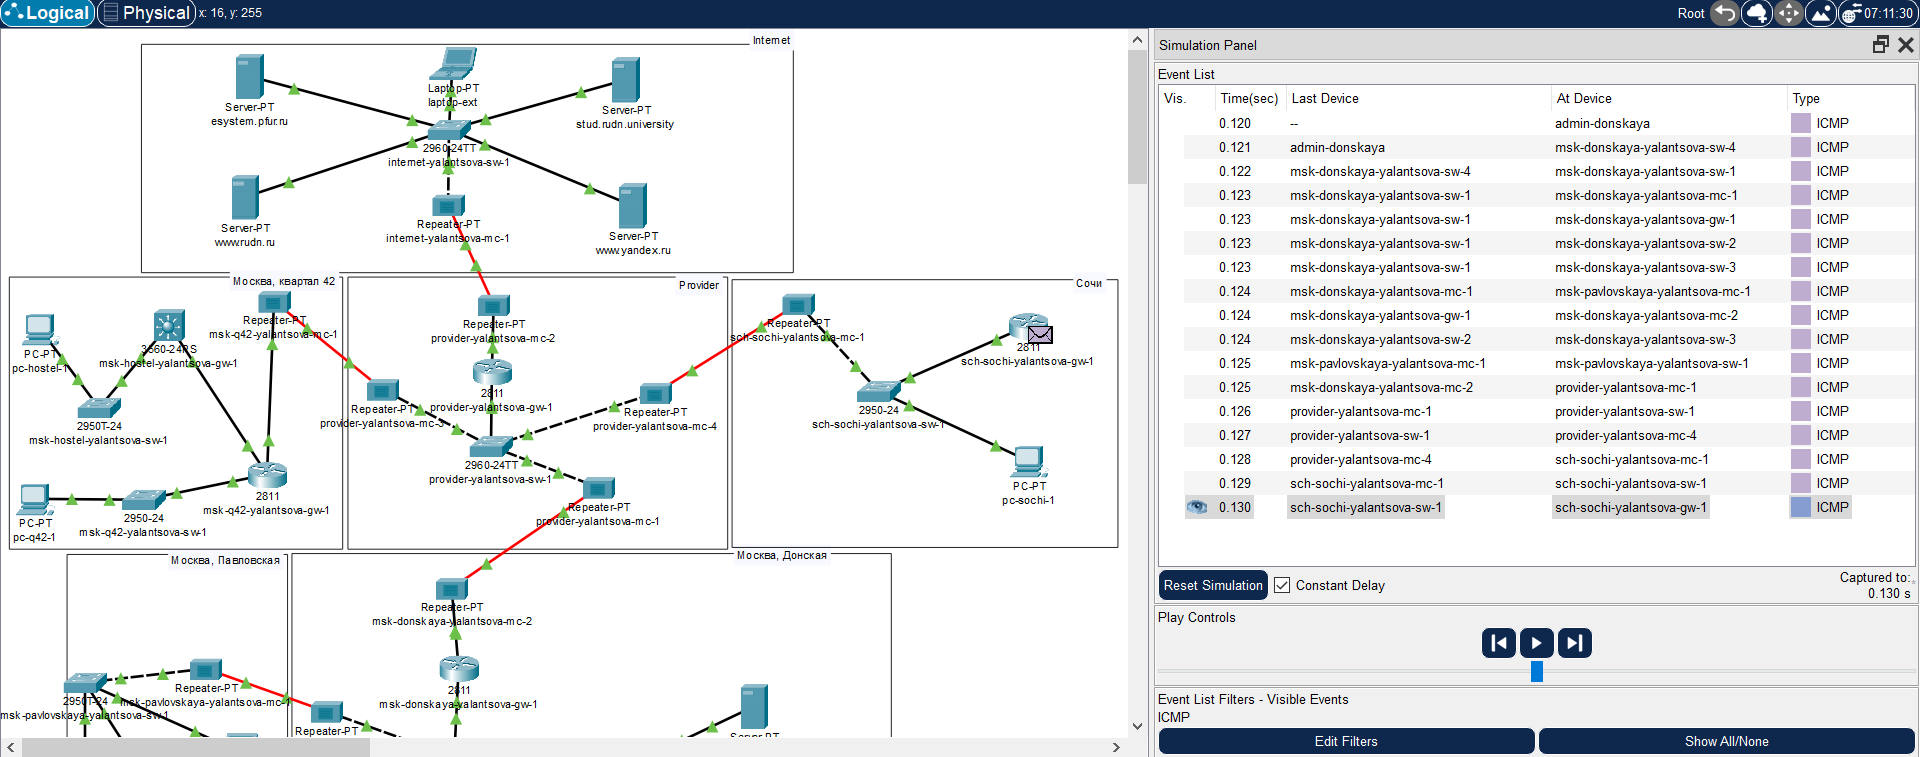 Logical
Physical
x: 16, y: 255
Root
07:11:30
Internet
Server-PT
esystem.pfur.ru
Laptop-PT
laptop-ext
Server-PT
stud.rudn.university
2960-24TT
internet-yalantsova-sw-1
Server-PT
www.rudn.ru
Repeater-PT
internet-yalantsova-mc-1
Server-PT
www.yandex.ru
Москва, квартал 42
Repeater-PT
msk-q42-yalantsova-mc-1
PC-PT
pc-hostel-1
3560-24PS
msk-hostel-yalantsova-gw-1
2950T-24
msk-hostel-yalantsova-sw-1
2811
msk-q42-yalantsova-gw-1
PC-PT
pc-q42-1
2950-24
msk-q42-yalantsova-sw-1
Provider
Repeater-PT
provider-yalantsova-mc-2
2811
provider-yalantsova-gw-1
Repeater-PT
provider-yalantsova-mc-3
Repeater-PT
provider-yalantsova-mc-4
2960-24TT
provider-yalantsova-sw-1
Repeater-PT
provider-yalantsova-mc-1
Сочи
Repeater-PT
sch-sochi-yalantsova-mc-1
2811
sch-sochi-yalantsova-gw-1
2950-24
sch-sochi-yalantsova-sw-1
PC-PT
pc-sochi-1
Москва, Павловская
Repeater-PT
msk-pavlovskaya-yalantsova-mc-1
2950T-24
msk-pavlovskaya-yalantsova-sw-1
Москва, Донская
Repeater-PT
msk-donskaya-yalantsova-mc-2
2811
msk-donskaya-yalantsova-gw-1
Repeater-PT
Server-PT
Simulation Panel
Event List
Vis. Time(sec) Last Device At Device Type
0.120 -- admin-donskaya ICMP
0.121 admin-donskaya msk-donskaya-yalantsova-sw-4 ICMP
0.122 msk-donskaya-yalantsova-sw-4 msk-donskaya-yalantsova-sw-1 ICMP
0.123 msk-donskaya-yalantsova-sw-1 msk-donskaya-yalantsova-mc-1 ICMP
0.123 msk-donskaya-yalantsova-sw-1 msk-donskaya-yalantsova-gw-1 ICMP
0.123 msk-donskaya-yalantsova-sw-1 msk-donskaya-yalantsova-sw-2 ICMP
0.123 msk-donskaya-yalantsova-sw-1 msk-donskaya-yalantsova-sw-3 ICMP
0.124 msk-donskaya-yalantsova-mc-1 msk-pavlovskaya-yalantsova-mc-1 ICMP
0.124 msk-donskaya-yalantsova-gw-1 msk-donskaya-yalantsova-mc-2 ICMP
0.124 msk-donskaya-yalantsova-sw-2 msk-donskaya-yalantsova-sw-3 ICMP
0.125 msk-pavlovskaya-yalantsova-mc-1 msk-pavlovskaya-yalantsova-sw-1 ICMP
0.125 msk-donskaya-yalantsova-mc-2 provider-yalantsova-mc-1 ICMP
0.126 provider-yalantsova-mc-1 provider-yalantsova-sw-1 ICMP
0.127 provider-yalantsova-sw-1 provider-yalantsova-mc-4 ICMP
0.128 provider-yalantsova-mc-4 sch-sochi-yalantsova-mc-1 ICMP
0.129 sch-sochi-yalantsova-mc-1 sch-sochi-yalantsova-sw-1 ICMP
0.130 sch-sochi-yalantsova-sw-1 sch-sochi-yalantsova-gw-1 ICMP
Reset Simulation
Constant Delay
Captured to:
0.130 s
Play Controls
Event List Filters - Visible Events
ICMP
Edit Filters
Show All/None